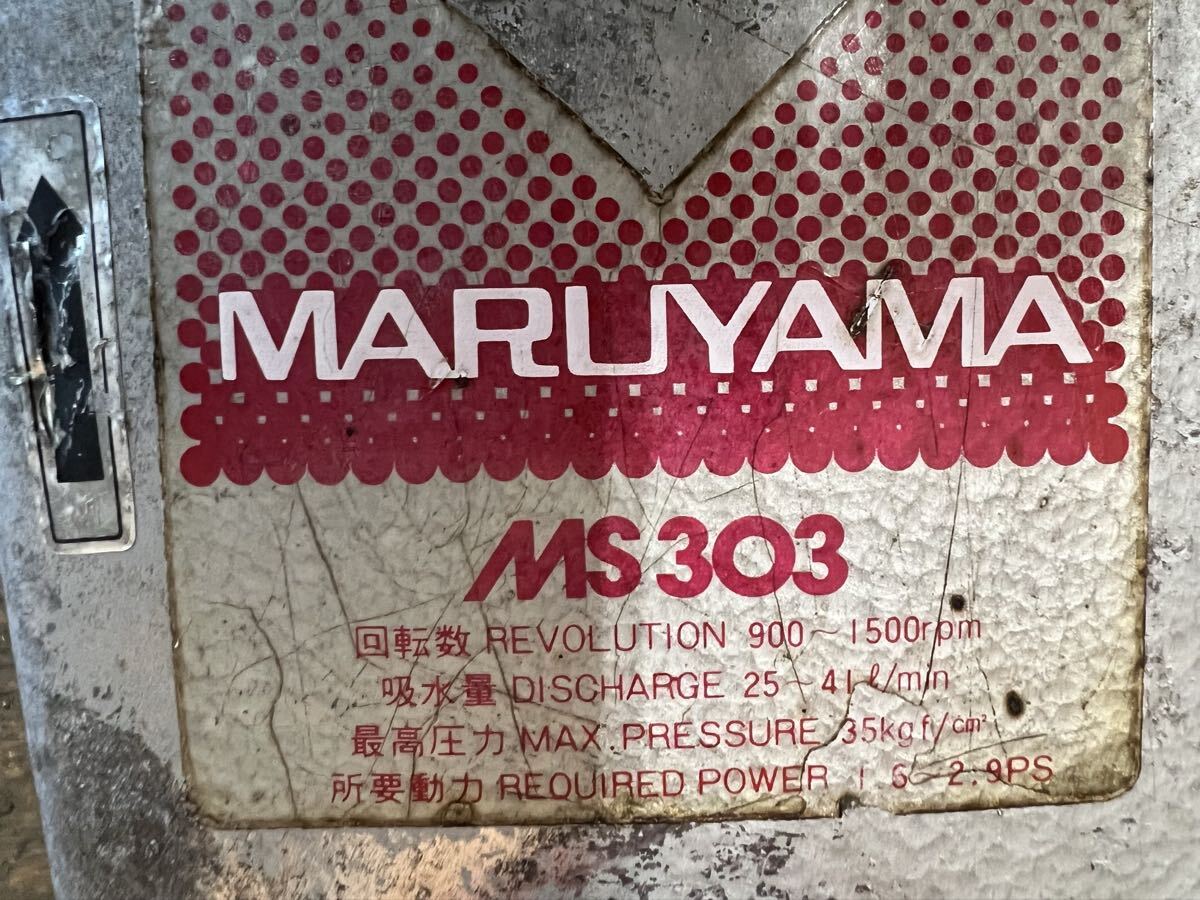 MARUYAMA
MS303
回転数 REVOLUTION 900~1500rpm
吸水量 DISCHARGE 25~41ℓ/min
最高圧力 MAX.PRESSURE 35kgf/cm²
所要動力 REQUIRED POWER 1.6~2.9PS